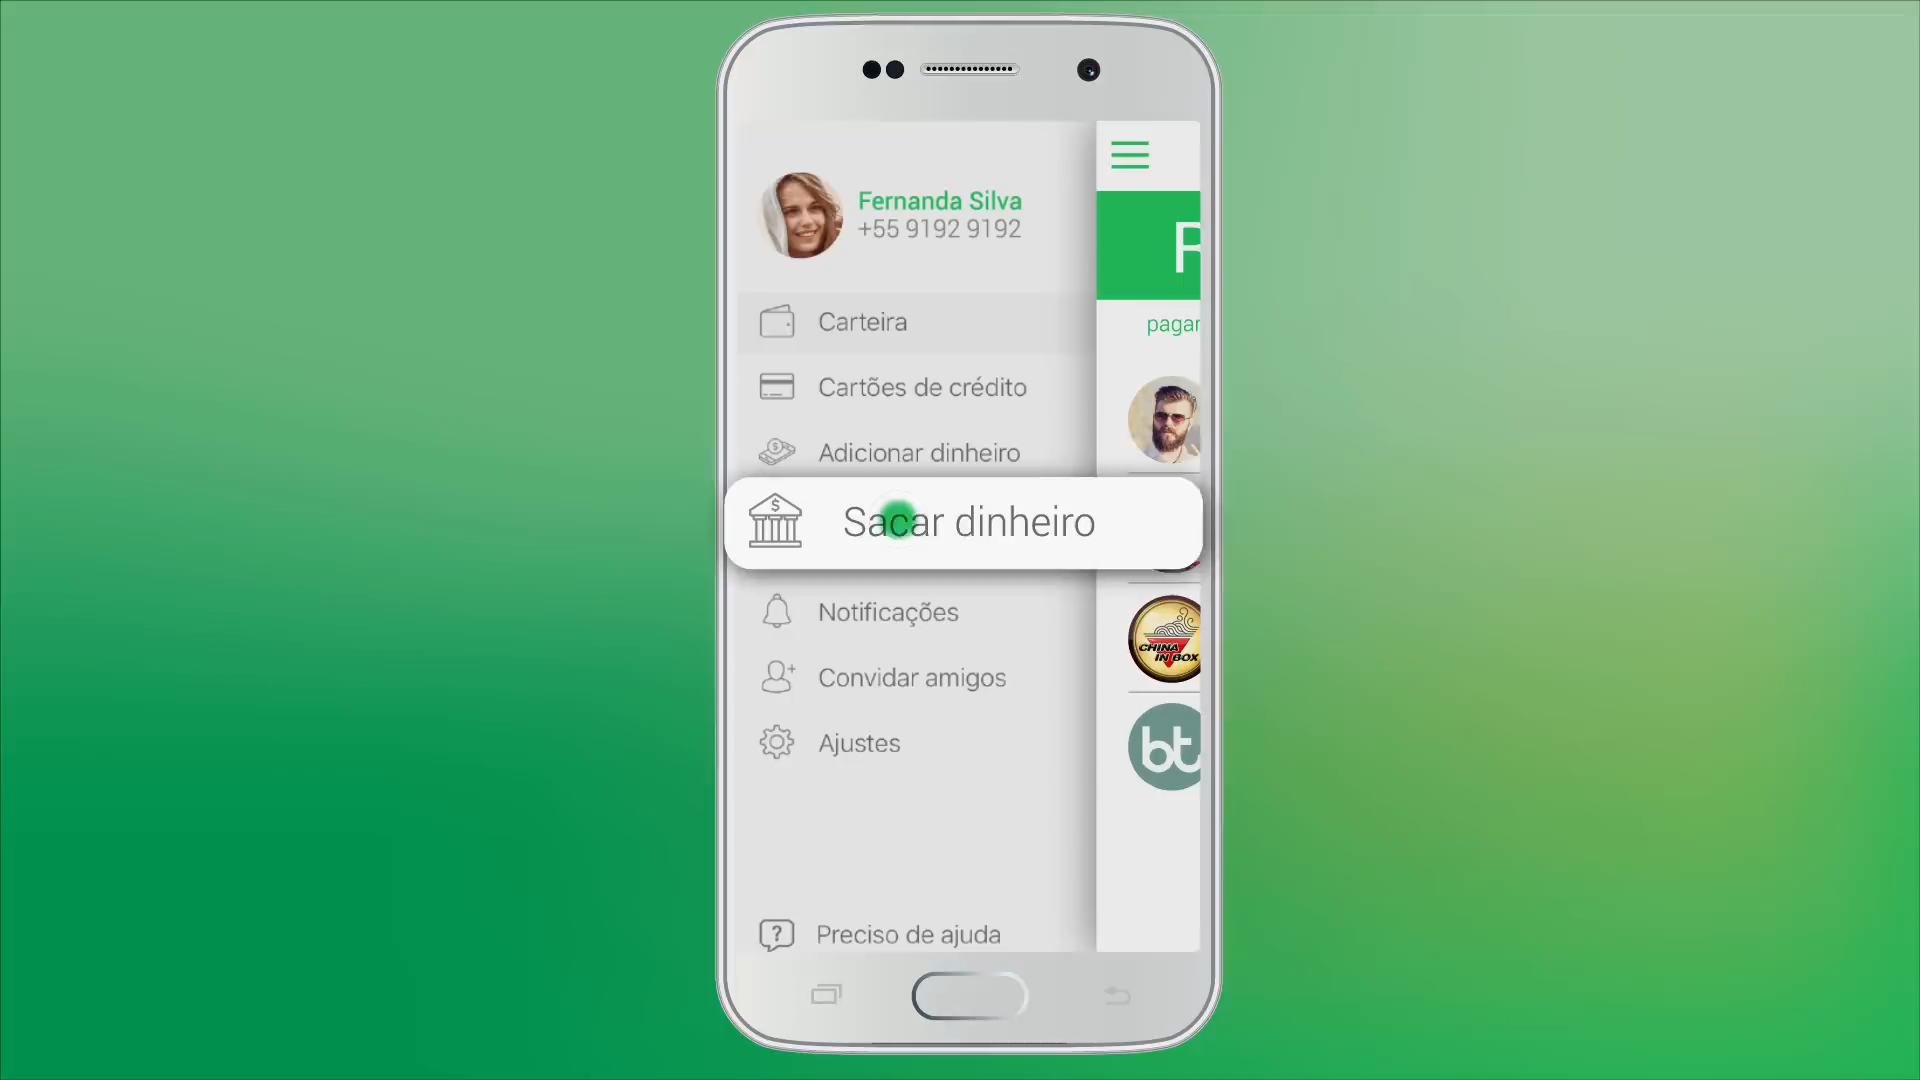 Fernanda Silva
+55 9192 9192
Carteira
Cartões de crédito
Adicionar dinheiro
Sacar dinheiro
Notificações
Convidar amigos
Ajustes
Preciso de ajuda
R
pagar
CHINA
IN BOX
bt